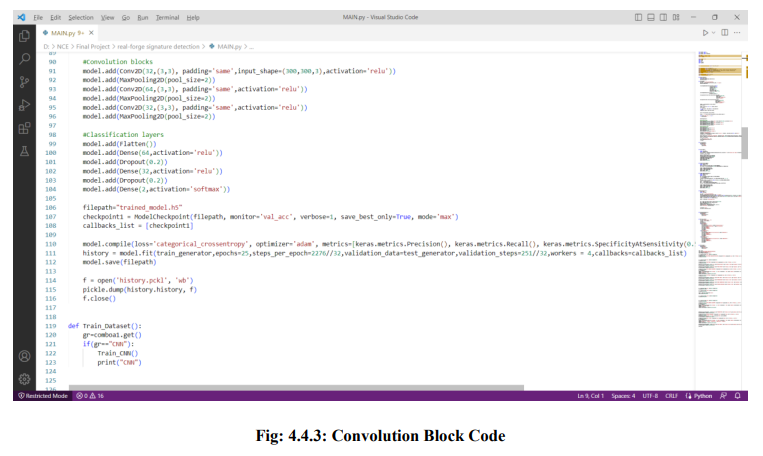 File Edit Selection View Go Run Terminal Help
MAIN.py - Visual Studio Code
MAIN.py 9+ ×
D: > NCE > Final Project > real-forge signature detection > MAIN.py > ...
89
90 #Convolution blocks
91 model.add(Conv2D(32,(3,3), padding='same',input_shape=(300,300,3),activation='relu'))
92 model.add(MaxPooling2D(pool_size=2))
93 model.add(Conv2D(64,(3,3), padding='same',activation='relu'))
94 model.add(MaxPooling2D(pool_size=2))
95 model.add(Conv2D(32,(3,3), padding='same',activation='relu'))
96 model.add(MaxPooling2D(pool_size=2))
97
98 #Classification layers
99 model.add(Flatten())
100 model.add(Dense(64,activation='relu'))
101 model.add(Dropout(0.2))
102 model.add(Dense(32,activation='relu'))
103 model.add(Dropout(0.2))
104 model.add(Dense(2,activation='softmax'))
105
106 filepath="trained_model.h5"
107 checkpoint1 = ModelCheckpoint(filepath, monitor='val_acc', verbose=1, save_best_only=True, mode='max')
108 callbacks_list = [checkpoint1]
109
110 model.compile(loss='categorical_crossentropy', optimizer='adam', metrics=[keras.metrics.Precision(), keras.metrics.Recall(), keras.metrics.SpecificityAtSensitivity(0.
111 history = model.fit(train_generator,epochs=25,steps_per_epoch=2276//32,validation_data=test_generator,validation_steps=251//32,workers = 4,callbacks=callbacks_list)
112 model.save(filepath)
113
114 f = open('history.pckl', 'wb')
115 pickle.dump(history.history, f)
116 f.close()
117
118
119 def Train_Dataset():
120 gr=comboa1.get()
121 if(gr=="CNN"):
122 Train_CNN()
123 print("CNN")
124
125
126
Restricted Mode 0 16
Ln 9, Col 1 Spaces: 4 UTF-8 CRLF Python
Fig: 4.4.3: Convolution Block Code